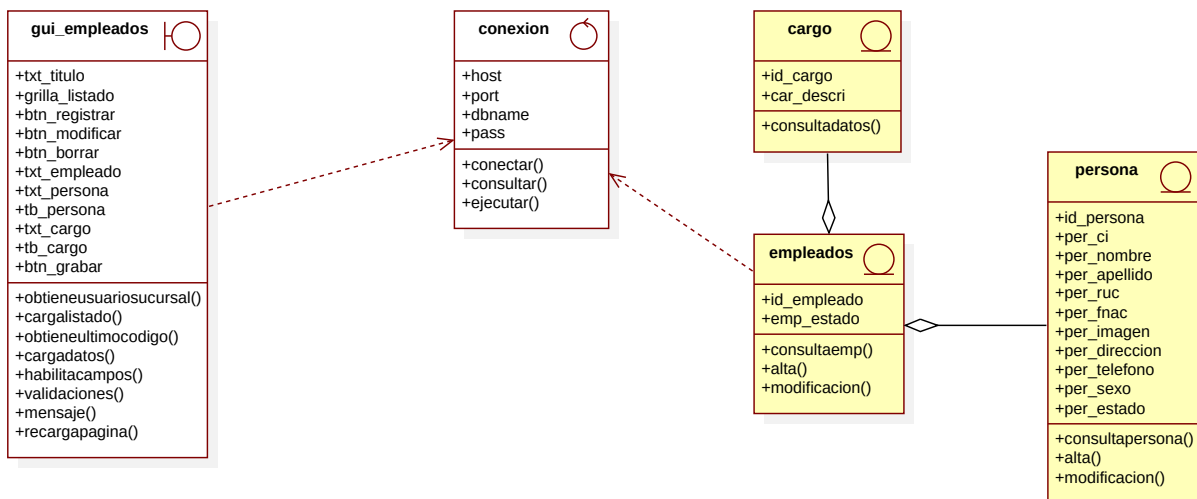 gui_empleados
+txt_titulo
+grilla_listado
+btn_registrar
+btn_modificar
+btn_borrar
+txt_empleado
+txt_persona
+tb_persona
+txt_cargo
+tb_cargo
+btn_grabar
+obtieneusuariosucursal()
+cargalistado()
+obtieneultimocodigo()
+cargadatos()
+habilitacampos()
+validaciones()
+mensaje()
+recargapagina()
conexion
+host
+port
+dbname
+pass
+conectar()
+consultar()
+ejecutar()
cargo
+id_cargo
+car_descri
+consultadatos()
empleados
+id_empleado
+emp_estado
+consultaemp()
+alta()
+modificacion()
persona
+id_persona
+per_ci
+per_nombre
+per_apellido
+per_ruc
+per_fnac
+per_imagen
+per_direccion
+per_telefono
+per_sexo
+per_estado
+consultapersona()
+alta()
+modificacion()